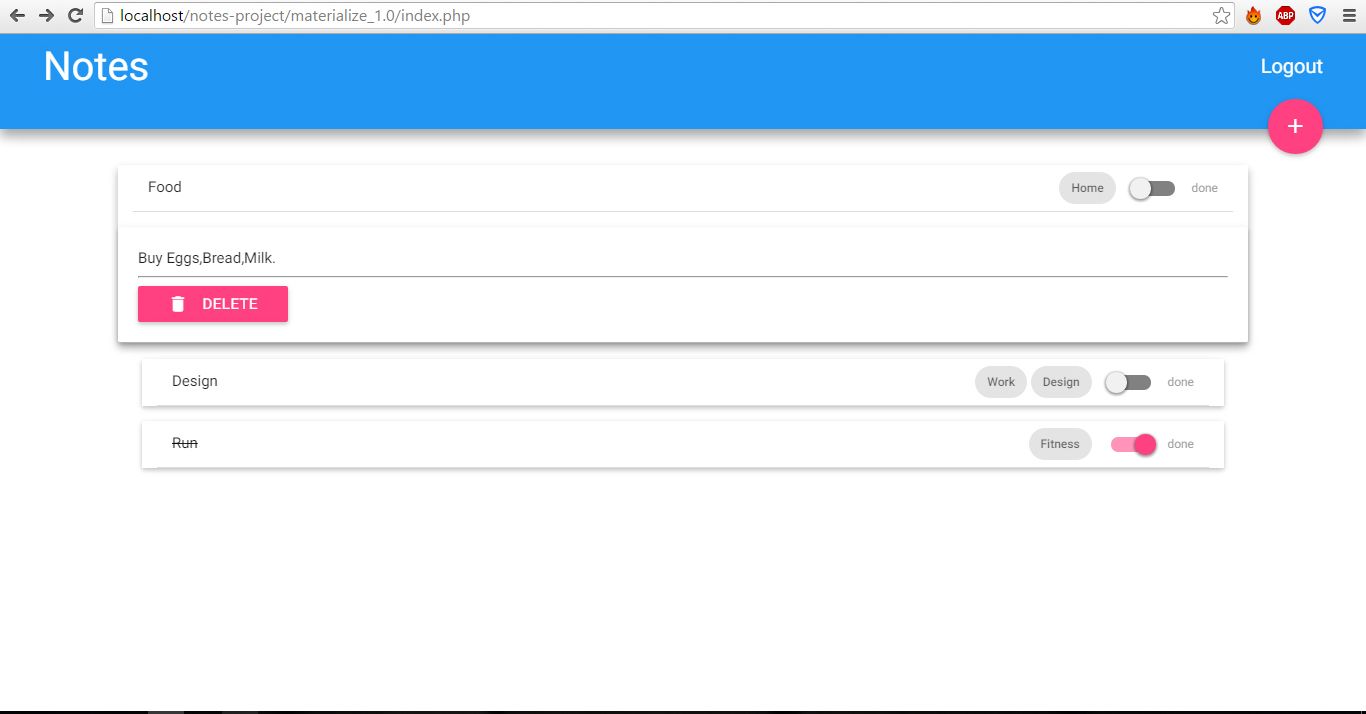 localhost/notes-project/materialize_1.0/index.php
ABP
Notes
Logout
+
Food Home done
Buy Eggs,Bread,Milk.
DELETE
Design Work Design done
Run Fitness done